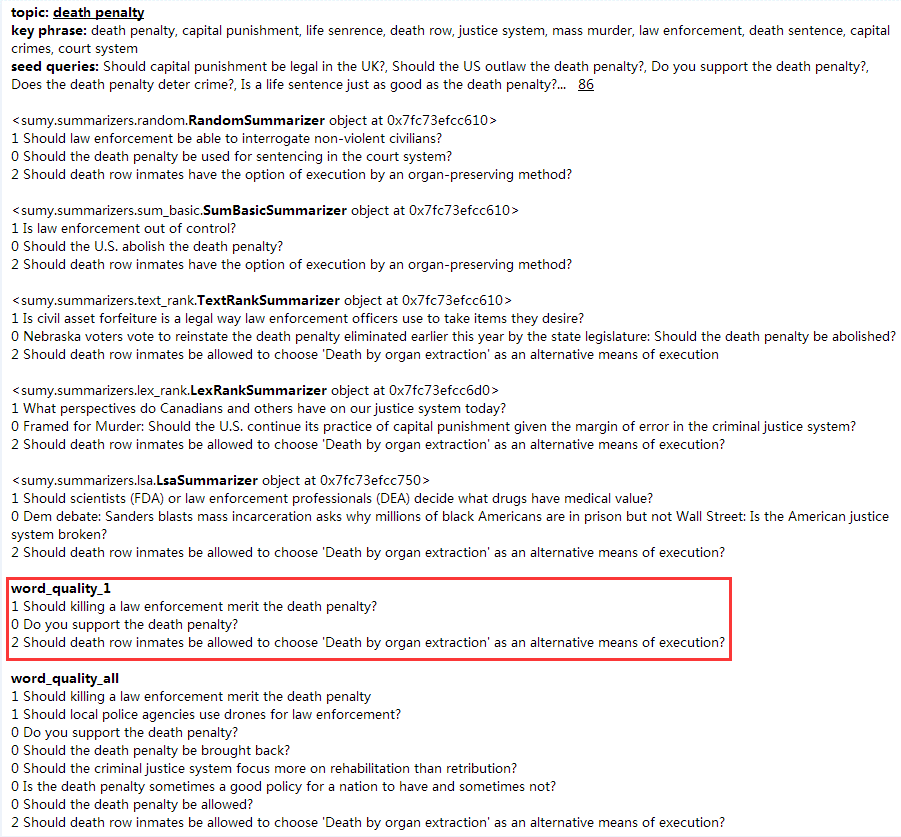 topic: death penalty
key phrase: death penalty, capital punishment, life senrence, death row, justice system, mass murder, law enforcement, death sentence, capital
crimes, court system
seed queries: Should capital punishment be legal in the UK?, Should the US outlaw the death penalty?, Do you support the death penalty?,
Does the death penalty deter crime?, Is a life sentence just as good as the death penalty?... 86
<sumy.summarizers.random.RandomSummarizer object at 0x7fc73efcc610>
1 Should law enforcement be able to interrogate non-violent civilians?
0 Should the death penalty be used for sentencing in the court system?
2 Should death row inmates have the option of execution by an organ-preserving method?
<sumy.summarizers.sum_basic.SumBasicSummarizer object at 0x7fc73efcc610>
1 Is law enforcement out of control?
0 Should the U.S. abolish the death penalty?
2 Should death row inmates have the option of execution by an organ-preserving method?
<sumy.summarizers.text_rank.TextRankSummarizer object at 0x7fc73efcc610>
1 Is civil asset forfeiture is a legal way law enforcement officers use to take items they desire?
0 Nebraska voters vote to reinstate the death penalty eliminated earlier this year by the state legislature: Should the death penalty be abolished?
2 Should death row inmates be allowed to choose 'Death by organ extraction' as an alternative means of execution
<sumy.summarizers.lex_rank.LexRankSummarizer object at 0x7fc73efcc6d0>
1 What perspectives do Canadians and others have on our justice system today?
0 Framed for Murder: Should the U.S. continue its practice of capital punishment given the margin of error in the criminal justice system?
2 Should death row inmates be allowed to choose 'Death by organ extraction' as an alternative means of execution?
<sumy.summarizers.lsa.LsaSummarizer object at 0x7fc73efcc750>
1 Should scientists (FDA) or law enforcement professionals (DEA) decide what drugs have medical value?
0 Dem debate: Sanders blasts mass incarceration asks why millions of black Americans are in prison but not Wall Street: Is the American justice
system broken?
2 Should death row inmates be allowed to choose 'Death by organ extraction' as an alternative means of execution?
word_quality_1
1 Should killing a law enforcement merit the death penalty?
0 Do you support the death penalty?
2 Should death row inmates be allowed to choose 'Death by organ extraction' as an alternative means of execution?
word_quality_all
1 Should killing a law enforcement merit the death penalty
1 Should local police agencies use drones for law enforcement?
0 Do you support the death penalty?
0 Should the death penalty be brought back?
0 Should the criminal justice system focus more on rehabilitation than retribution?
0 Is the death penalty sometimes a good policy for a nation to have and sometimes not?
0 Should the death penalty be allowed?
2 Should death row inmates be allowed to choose 'Death by organ extraction' as an alternative means of execution?